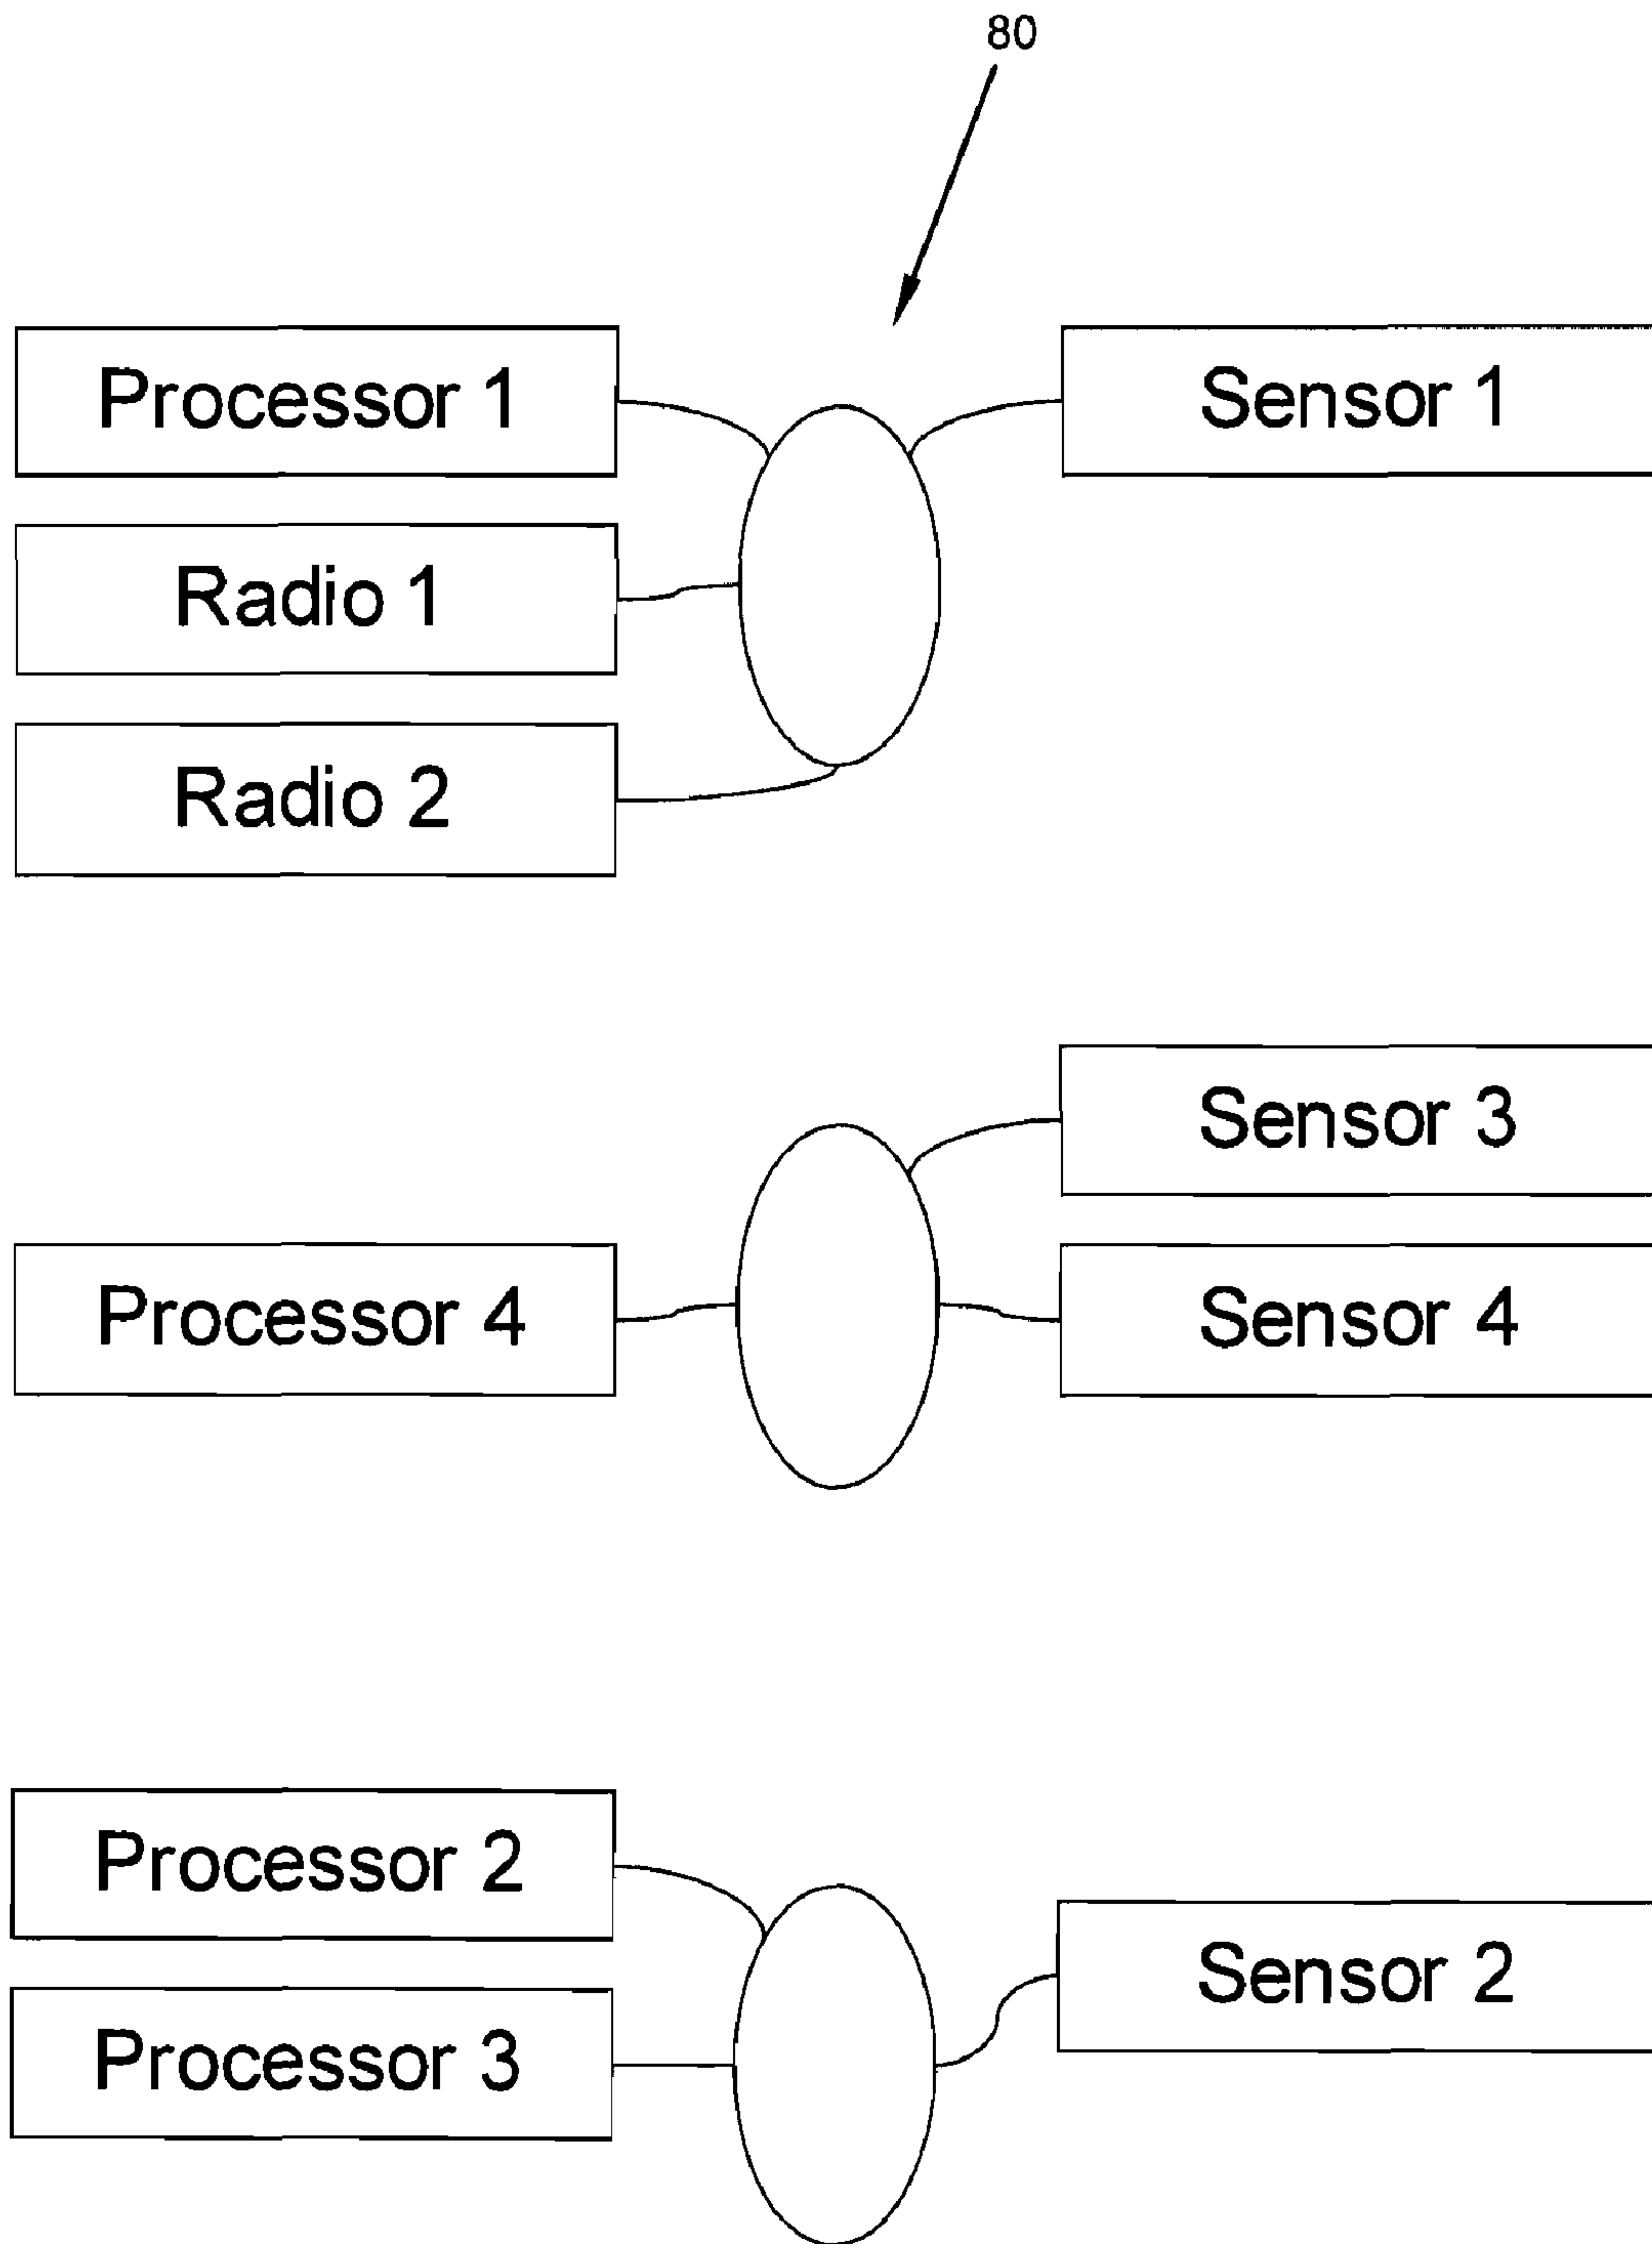 80
Processor 1
Sensor 1
Radio 1
Radio 2
Sensor 3
Processor 4
Sensor 4
Processor 2
Sensor 2
Processor 3